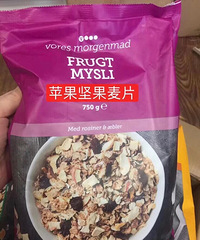 vores morgenmad
FRUGT
MYSLI
苹果坚果麦片
750 g e
Med rosiner & æbler